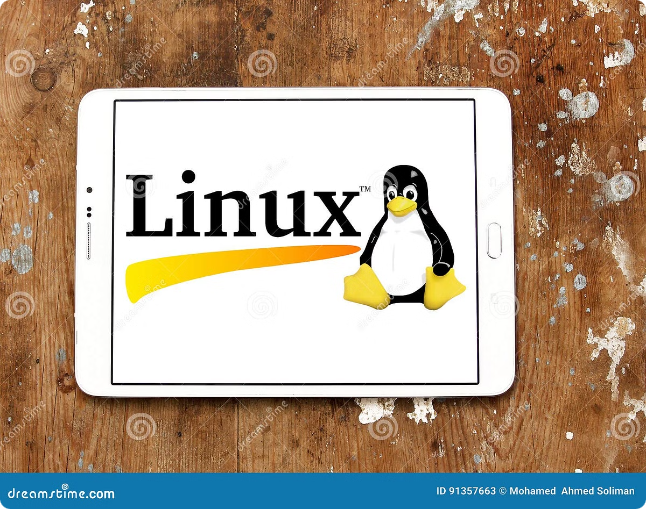 Linux™
dreamstime.com
ID 91357663 © Mohamed Ahmed Soliman